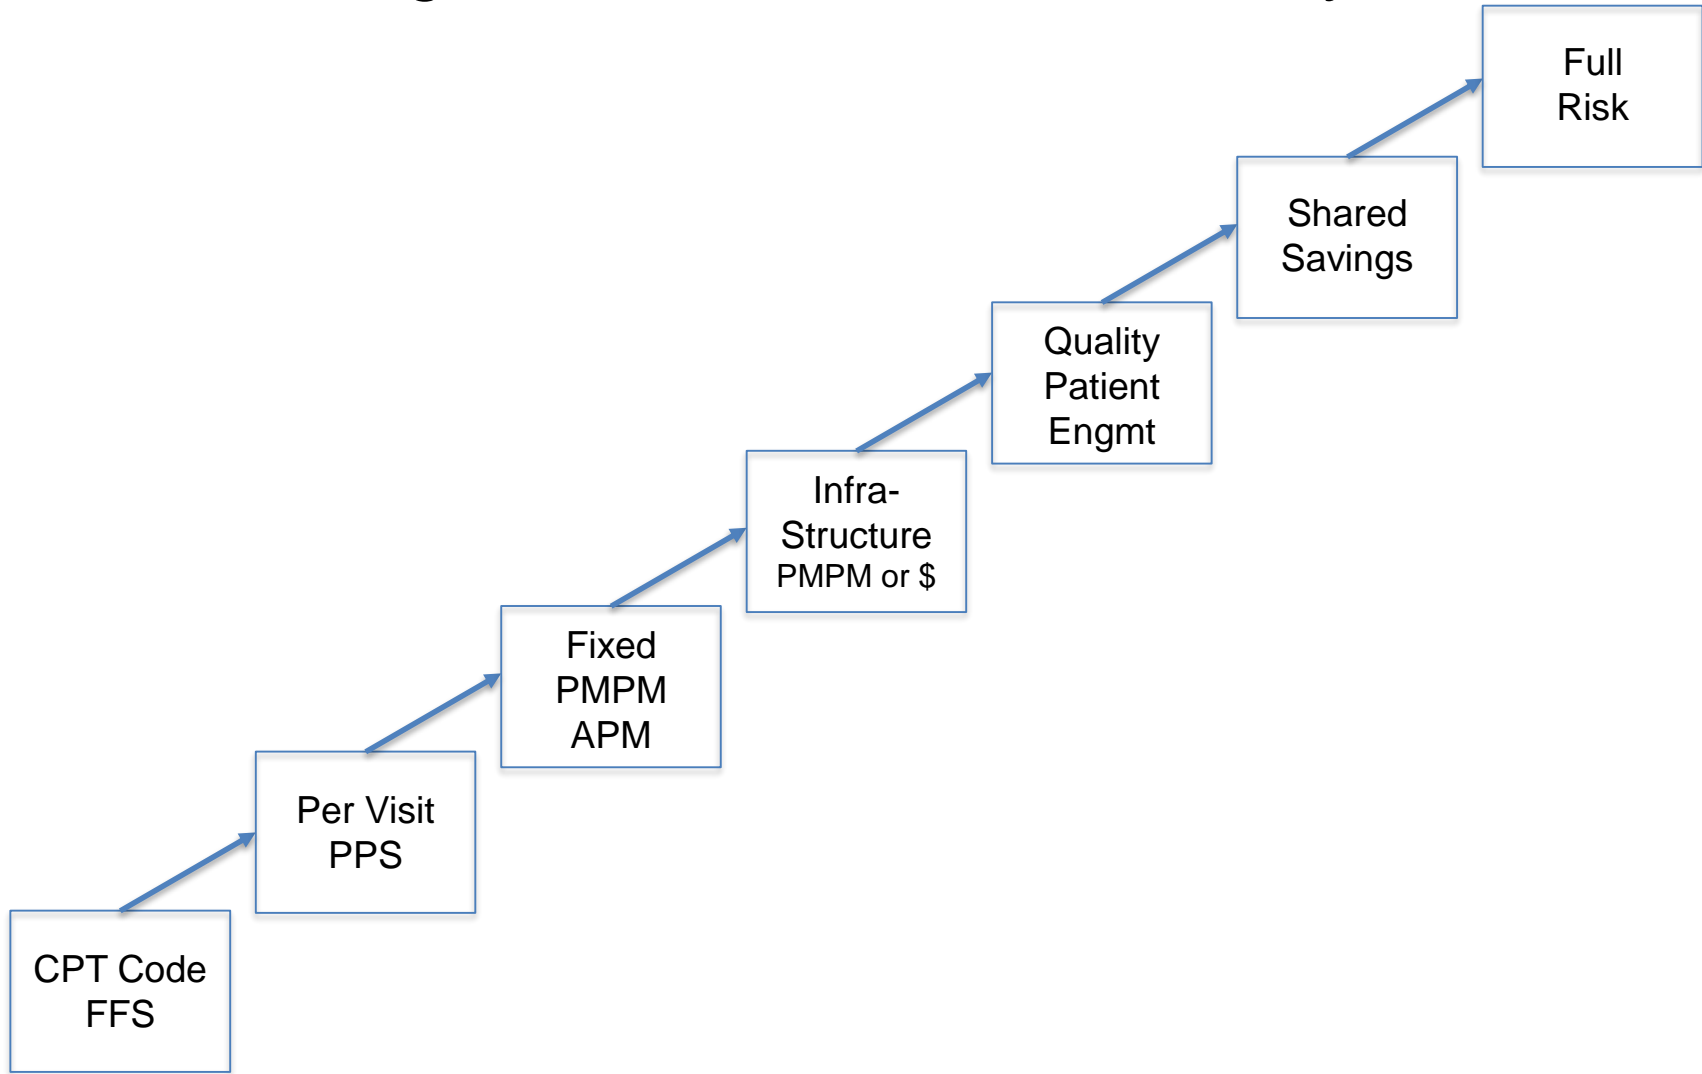 Full
Risk
Shared
Savings
Quality
Patient
Engmt
Infra-
Structure
PMPM or $
Fixed
PMPM
APM
Per Visit
PPS
CPT Code
FFS